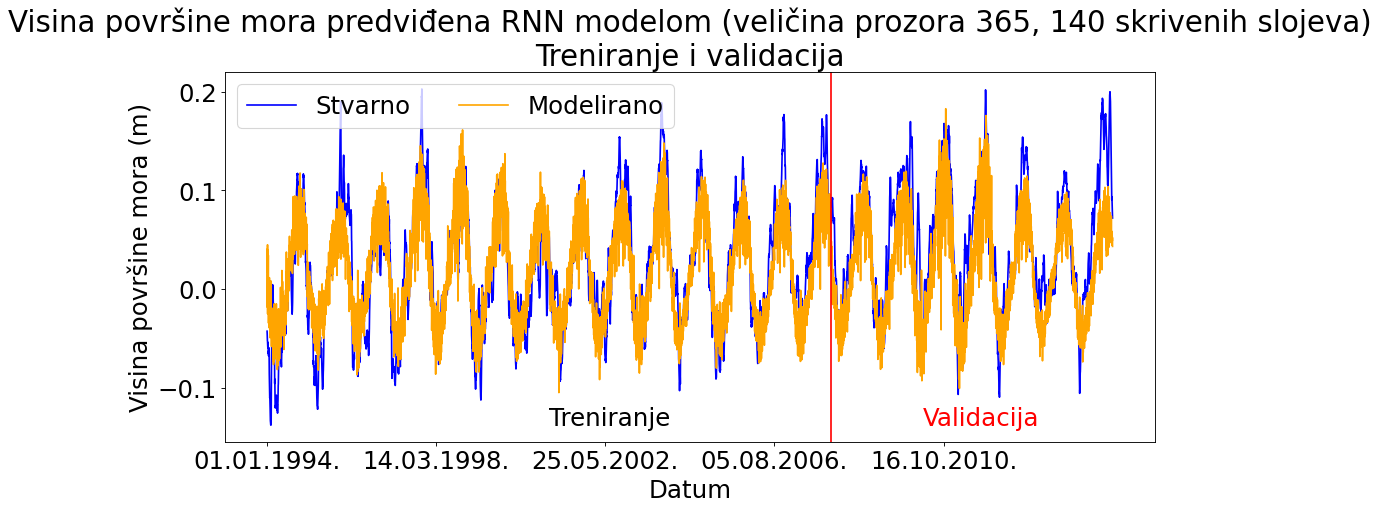 Visina površine mora predviđena RNN modelom (veličina prozora 365, 140 skrivenih slojeva)
Treniranje i validacija
Stvarno Modelirano
Visina površine mora (m)
0.2
0.1
0.0
−0.1
Treniranje Validacija
01.01.1994. 14.03.1998. 25.05.2002. 05.08.2006. 16.10.2010.
Datum